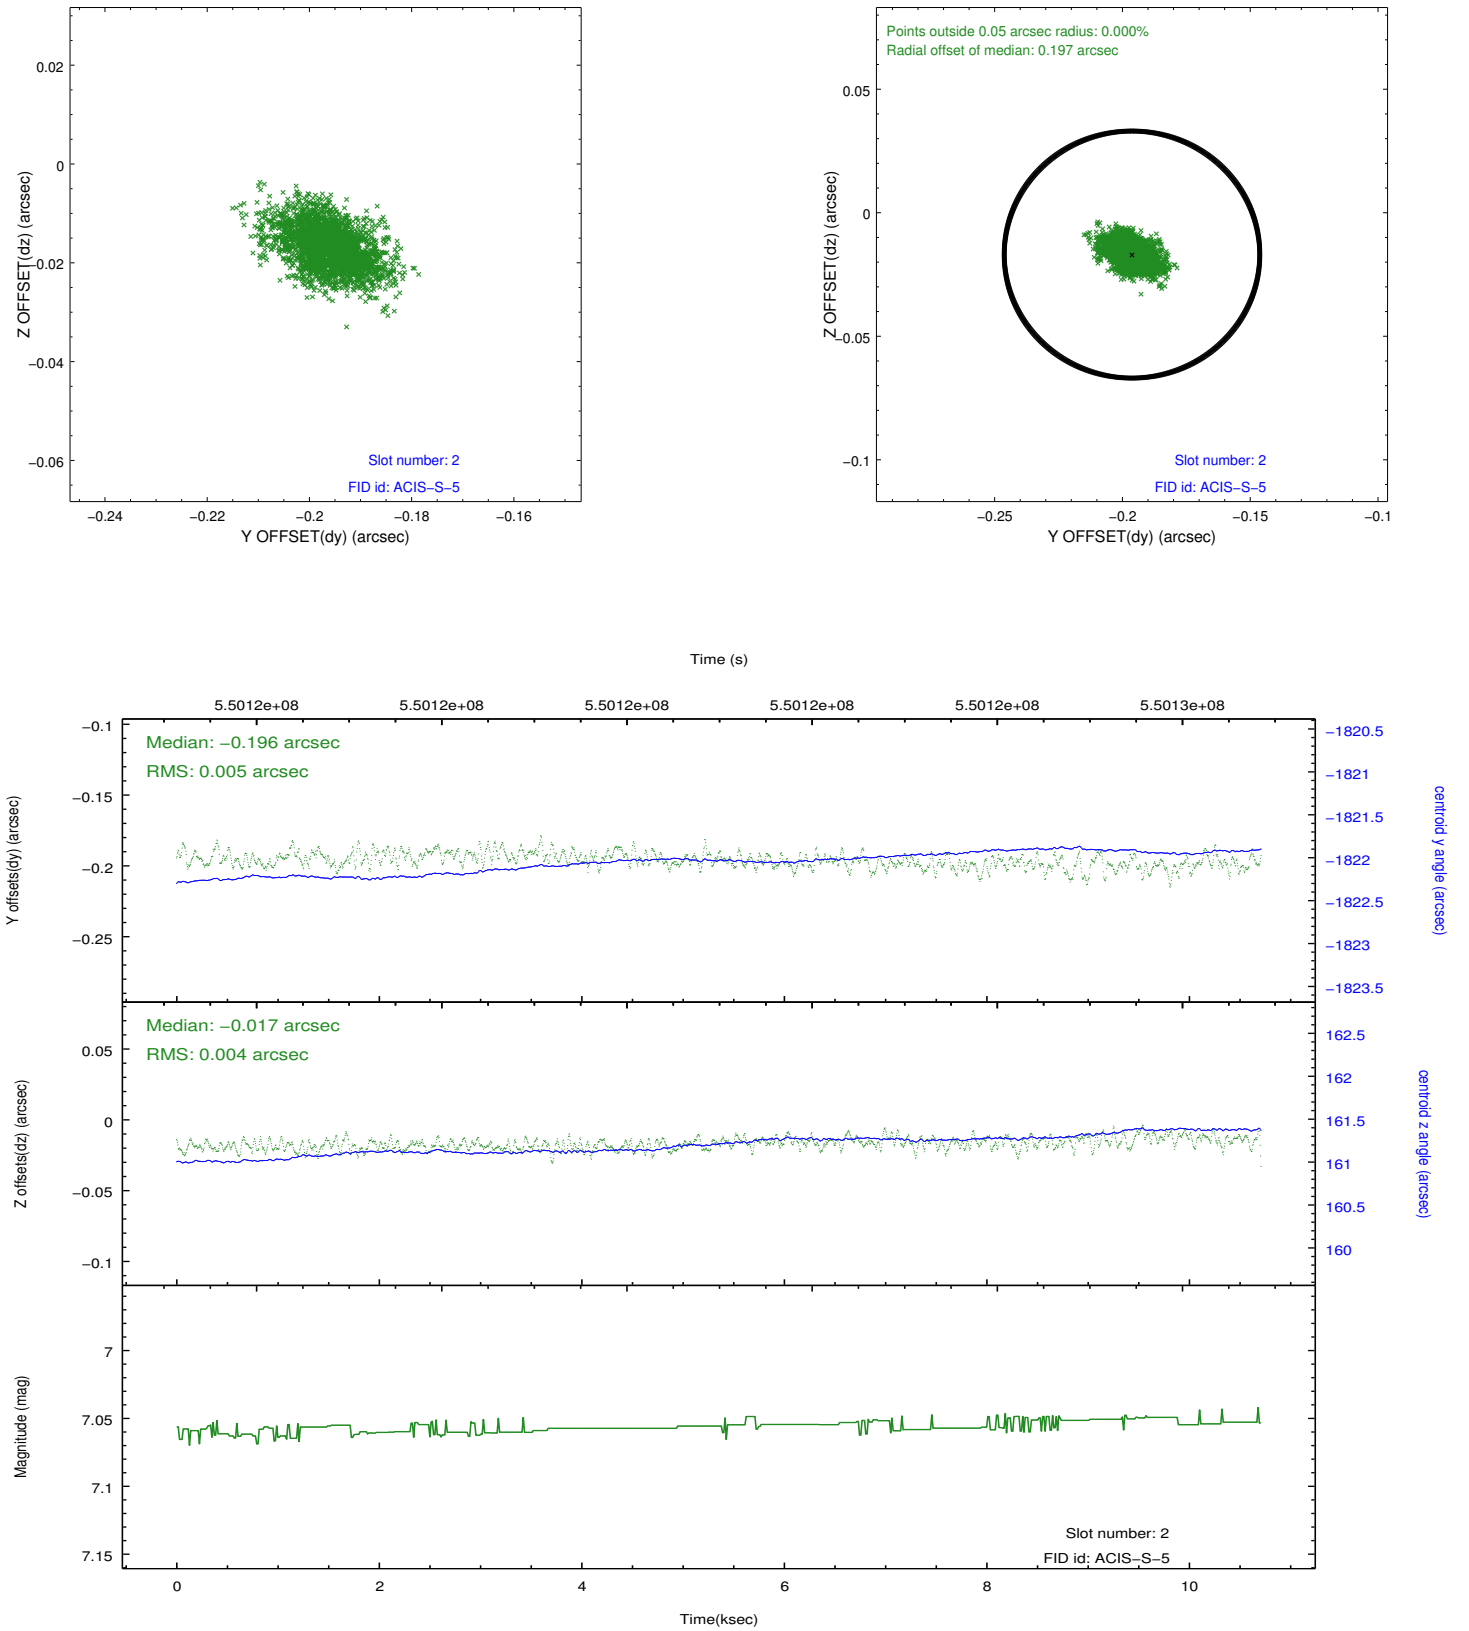 0.02
0
−0.02
−0.04
−0.06
Z OFFSET(dz) (arcsec)
Slot number: 2
FID id: ACIS−S−5
−0.24 −0.22 −0.2 −0.18 −0.16
Y OFFSET(dy) (arcsec)
Points outside 0.05 arcsec radius: 0.000%
Radial offset of median: 0.197 arcsec
0.05
0
−0.05
−0.1
Z OFFSET(dz) (arcsec)
Slot number: 2
FID id: ACIS−S−5
−0.25 −0.2 −0.15 −0.1
Y OFFSET(dy) (arcsec)
Time (s)
5.5012e+08 5.5012e+08 5.5012e+08 5.5012e+08 5.5012e+08 5.5013e+08
Median: −0.196 arcsec
RMS: 0.005 arcsec
−0.1
−0.15
−0.2
−0.25
Y offsets(dy) (arcsec)
−1820.5
−1821
−1821.5
−1822
−1822.5
−1823
−1823.5
centroid y angle (arcsec)
Median: −0.017 arcsec
RMS: 0.004 arcsec
0.05
0
−0.05
−0.1
Z offsets(dz) (arcsec)
162.5
162
161.5
161
160.5
160
centroid z angle (arcsec)
7
7.05
7.1
7.15
Magnitude (mag)
Slot number: 2
FID id: ACIS−S−5
0 2 4 6 8 10
Time(ksec)